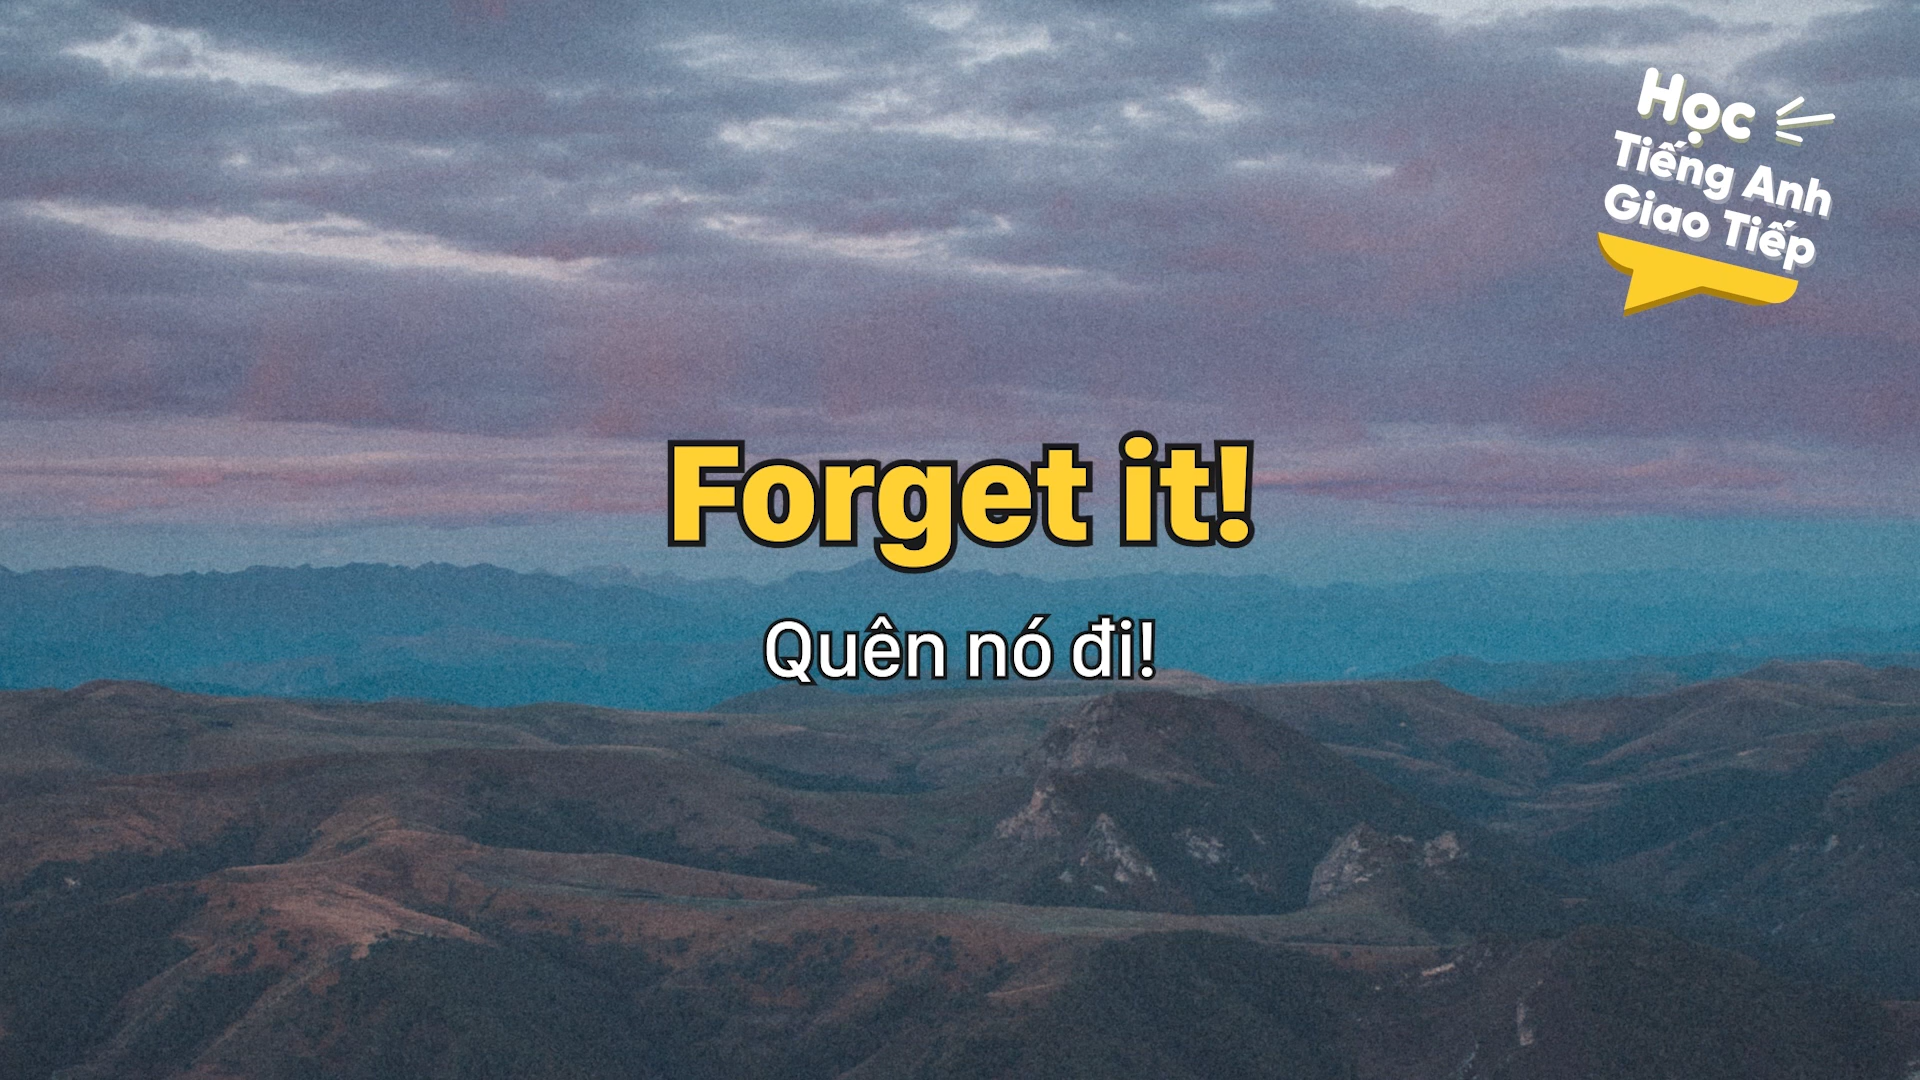 Học
Tiếng Anh
Giao Tiếp
Forget it!
Quên nó đi!